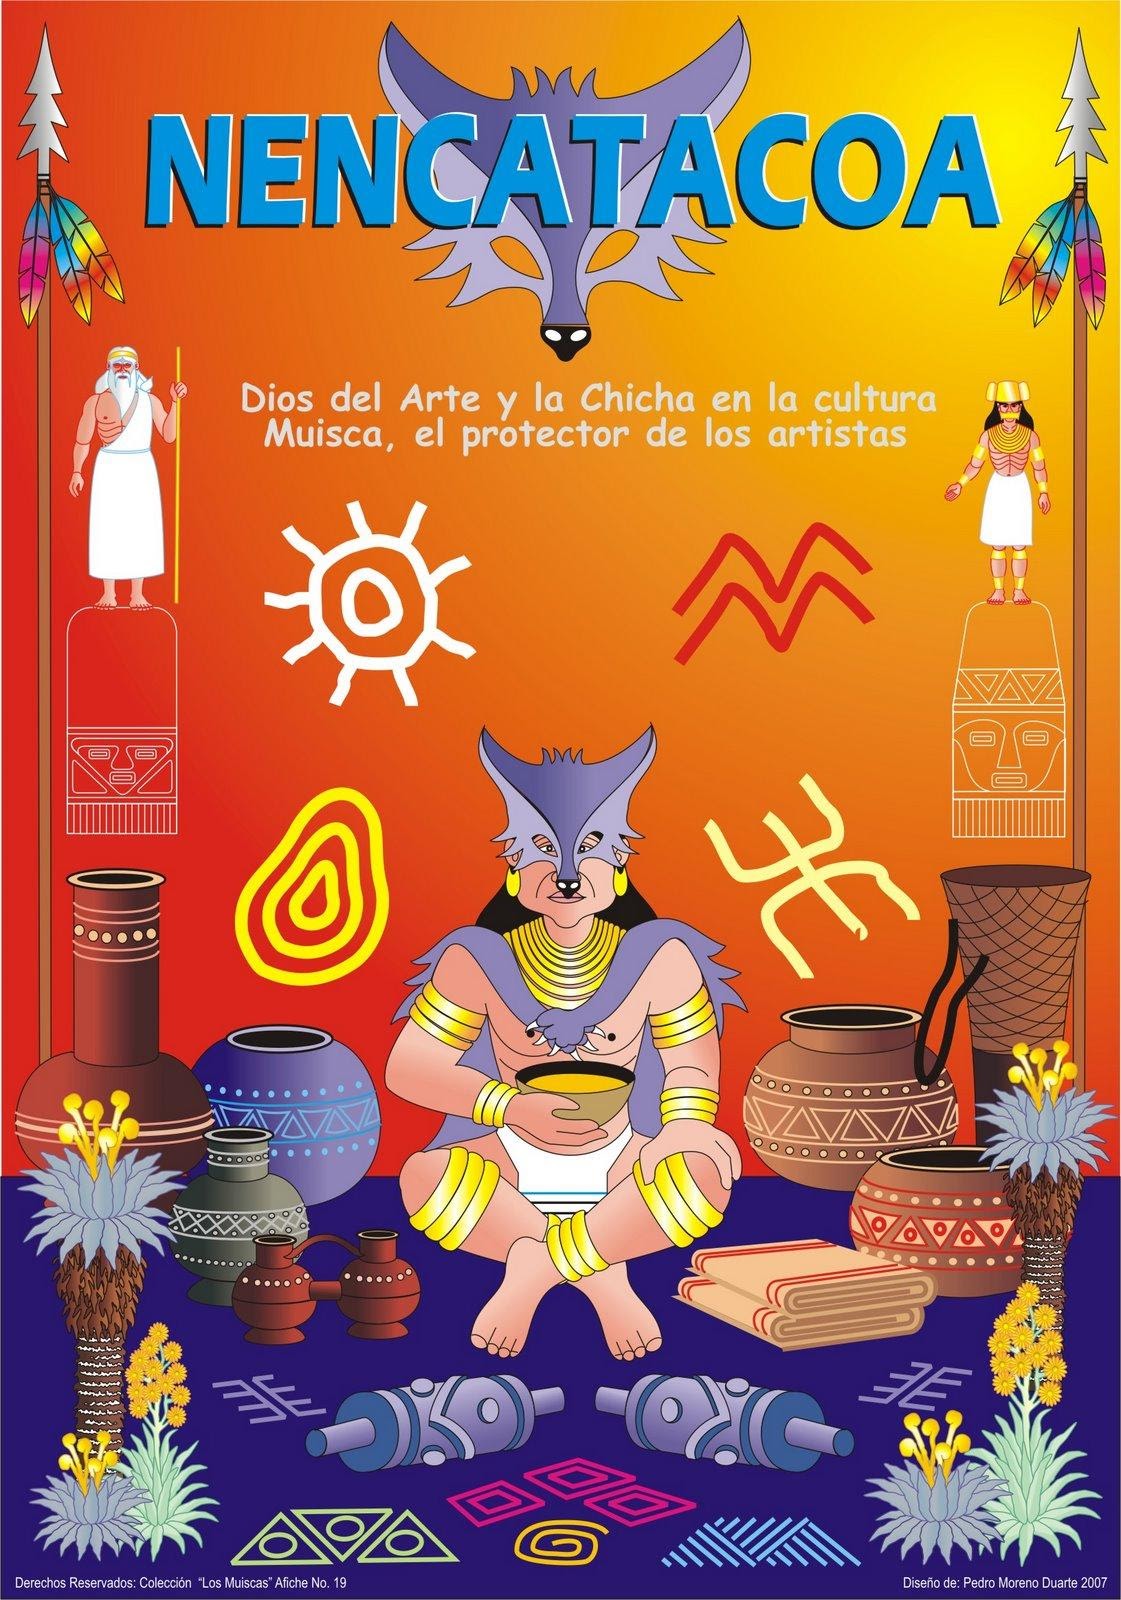 NENCATACOA
Dios del Arte y la Chicha en la cultura
Muisca, el protector de los artistas
Derechos Reservados: Colección "Los Muiscas" Afiche No. 19
Diseño de: Pedro Moreno Duarte 2007